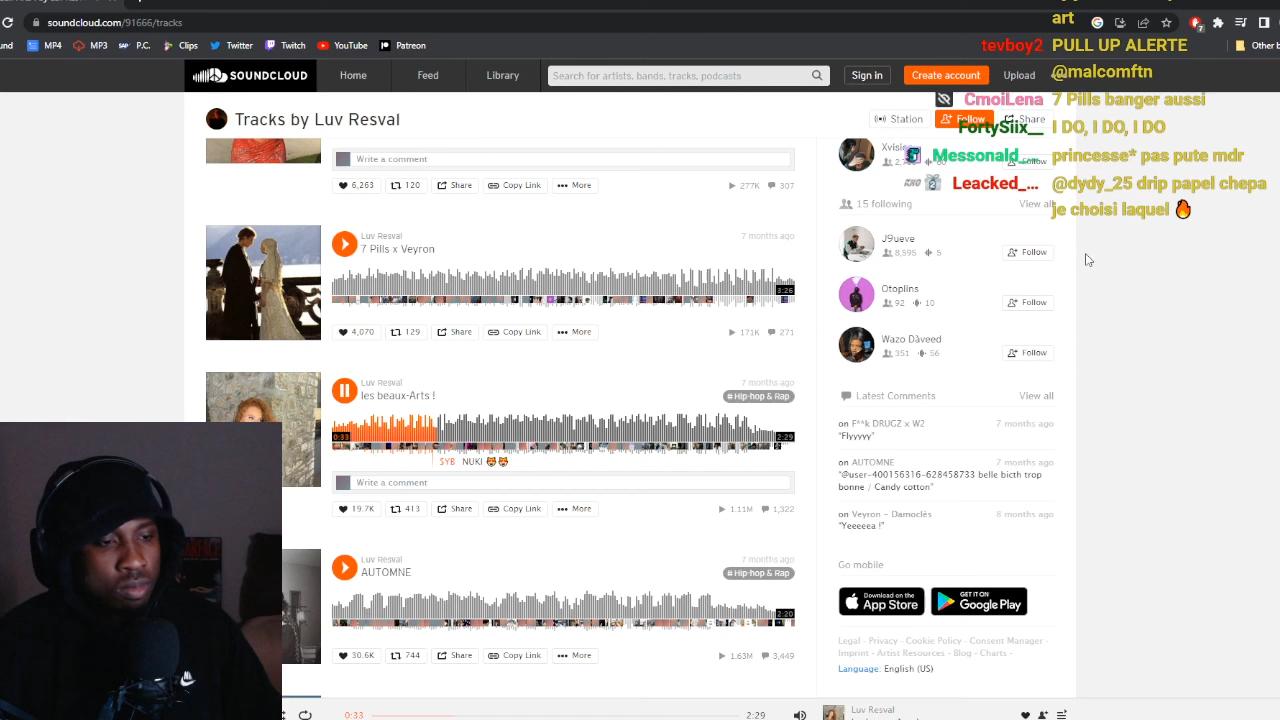 soundcloud.com/91666/tracks
art
und MP4 MP3 P.C. Clips Twitter Twitch YouTube Patreon
Other b
tevboy2 PULL UP ALERTE
@malcomftn
CmoiLena 7 Pills banger aussi
FortySiix__ I DO, I DO, I DO
Messonald__ princesse* pas pute mdr
Leacked_... @dydy_25 drip papel chepa
je choisi laquel
SOUNDCLOUD Home Feed Library Search for artists, bands, tracks, podcasts Sign in Create account Upload
Tracks by Luv Resval
Station Follow Share
Write a comment
6,263 120 Share Copy Link More 277K 307
Luv Resval 7 months ago
7 Pills x Veyron
3:26
4,070 129 Share Copy Link More 171K 271
Luv Resval 7 months ago
les beaux-Arts !
# Hip-hop & Rap
0:33 2:29
SYB NUKI
Write a comment
19.7K 413 Share Copy Link More 1.11M 1,322
Luv Resval 7 months ago
AUTOMNE
# Hip-hop & Rap
2:20
30.6K 744 Share Copy Link More 1.63M 3,449
Follow
15 following View all
J9ueve
8,595 5 Follow
Otoplins
92 10 Follow
Wazo Dàveed
351 56 Follow
Latest Comments View all
on F**k DRUGZ x W2 7 months ago
"Flyyyyy"
on AUTOMNE 7 months ago
"@user-400156316-628458733 belle bicth trop
bonne / Candy cotton"
on Veyron - Damoclès 8 months ago
"Yeeeeea !"
Go mobile
Download on the App Store GET IT ON Google Play
Legal - Privacy - Cookie Policy - Consent Manager -
Imprint - Artist Resources - Blog - Charts -
Language: English (US)
0:33 2:29
Luv Resval